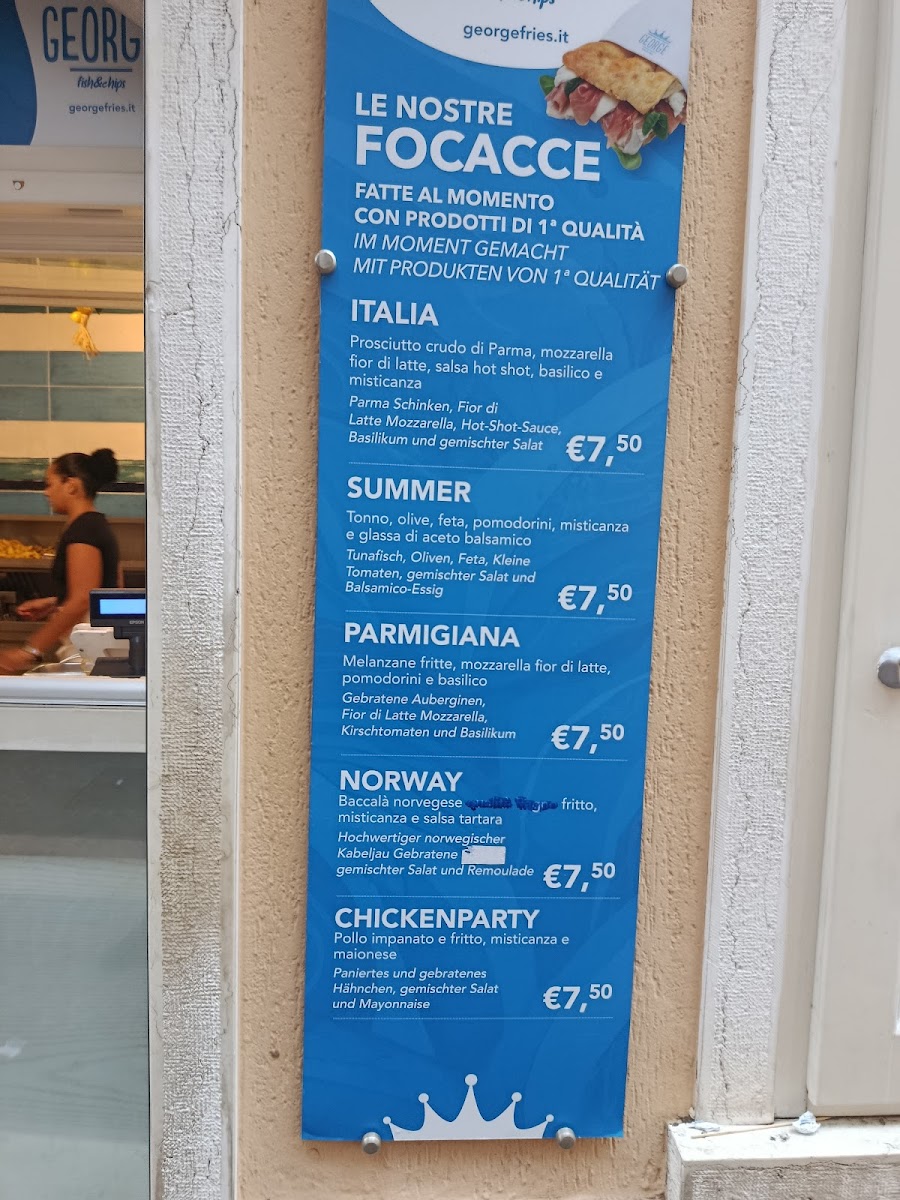 GEORG
fish&chips
georgefries.it
georgefries.it
GEORGE
LE NOSTRE
FOCACCE
FATTE AL MOMENTO
CON PRODOTTI DI 1ª QUALITÀ
IM MOMENT GEMACHT
MIT PRODUKTEN VON 1ª QUALITÄT
ITALIA
Prosciutto crudo di Parma, mozzarella
fior di latte, salsa hot shot, basilico e
misticanza
Parma Schinken, Fior di
Latte Mozzarella, Hot-Shot-Sauce,
Basilikum und gemischter Salat
€7,50
SUMMER
Tonno, olive, feta, pomodorini, misticanza
e glassa di aceto balsamico
Tunafisch, Oliven, Feta, Kleine
Tomaten, gemischter Salat und
Balsamico-Essig
€7,50
PARMIGIANA
Melanzane fritte, mozzarella fior di latte,
pomodorini e basilico
Gebratene Auberginen,
Fior di Latte Mozzarella,
Kirschtomaten und Basilikum
€7,50
NORWAY
Baccalà norvegese fritto,
misticanza e salsa tartara
Hochwertiger norwegischer
Kabeljau Gebratene
gemischter Salat und Remoulade
€7,50
CHICKENPARTY
Pollo impanato e fritto, misticanza e
maionese
Paniertes und gebratenes
Hähnchen, gemischter Salat
und Mayonnaise
€7,50